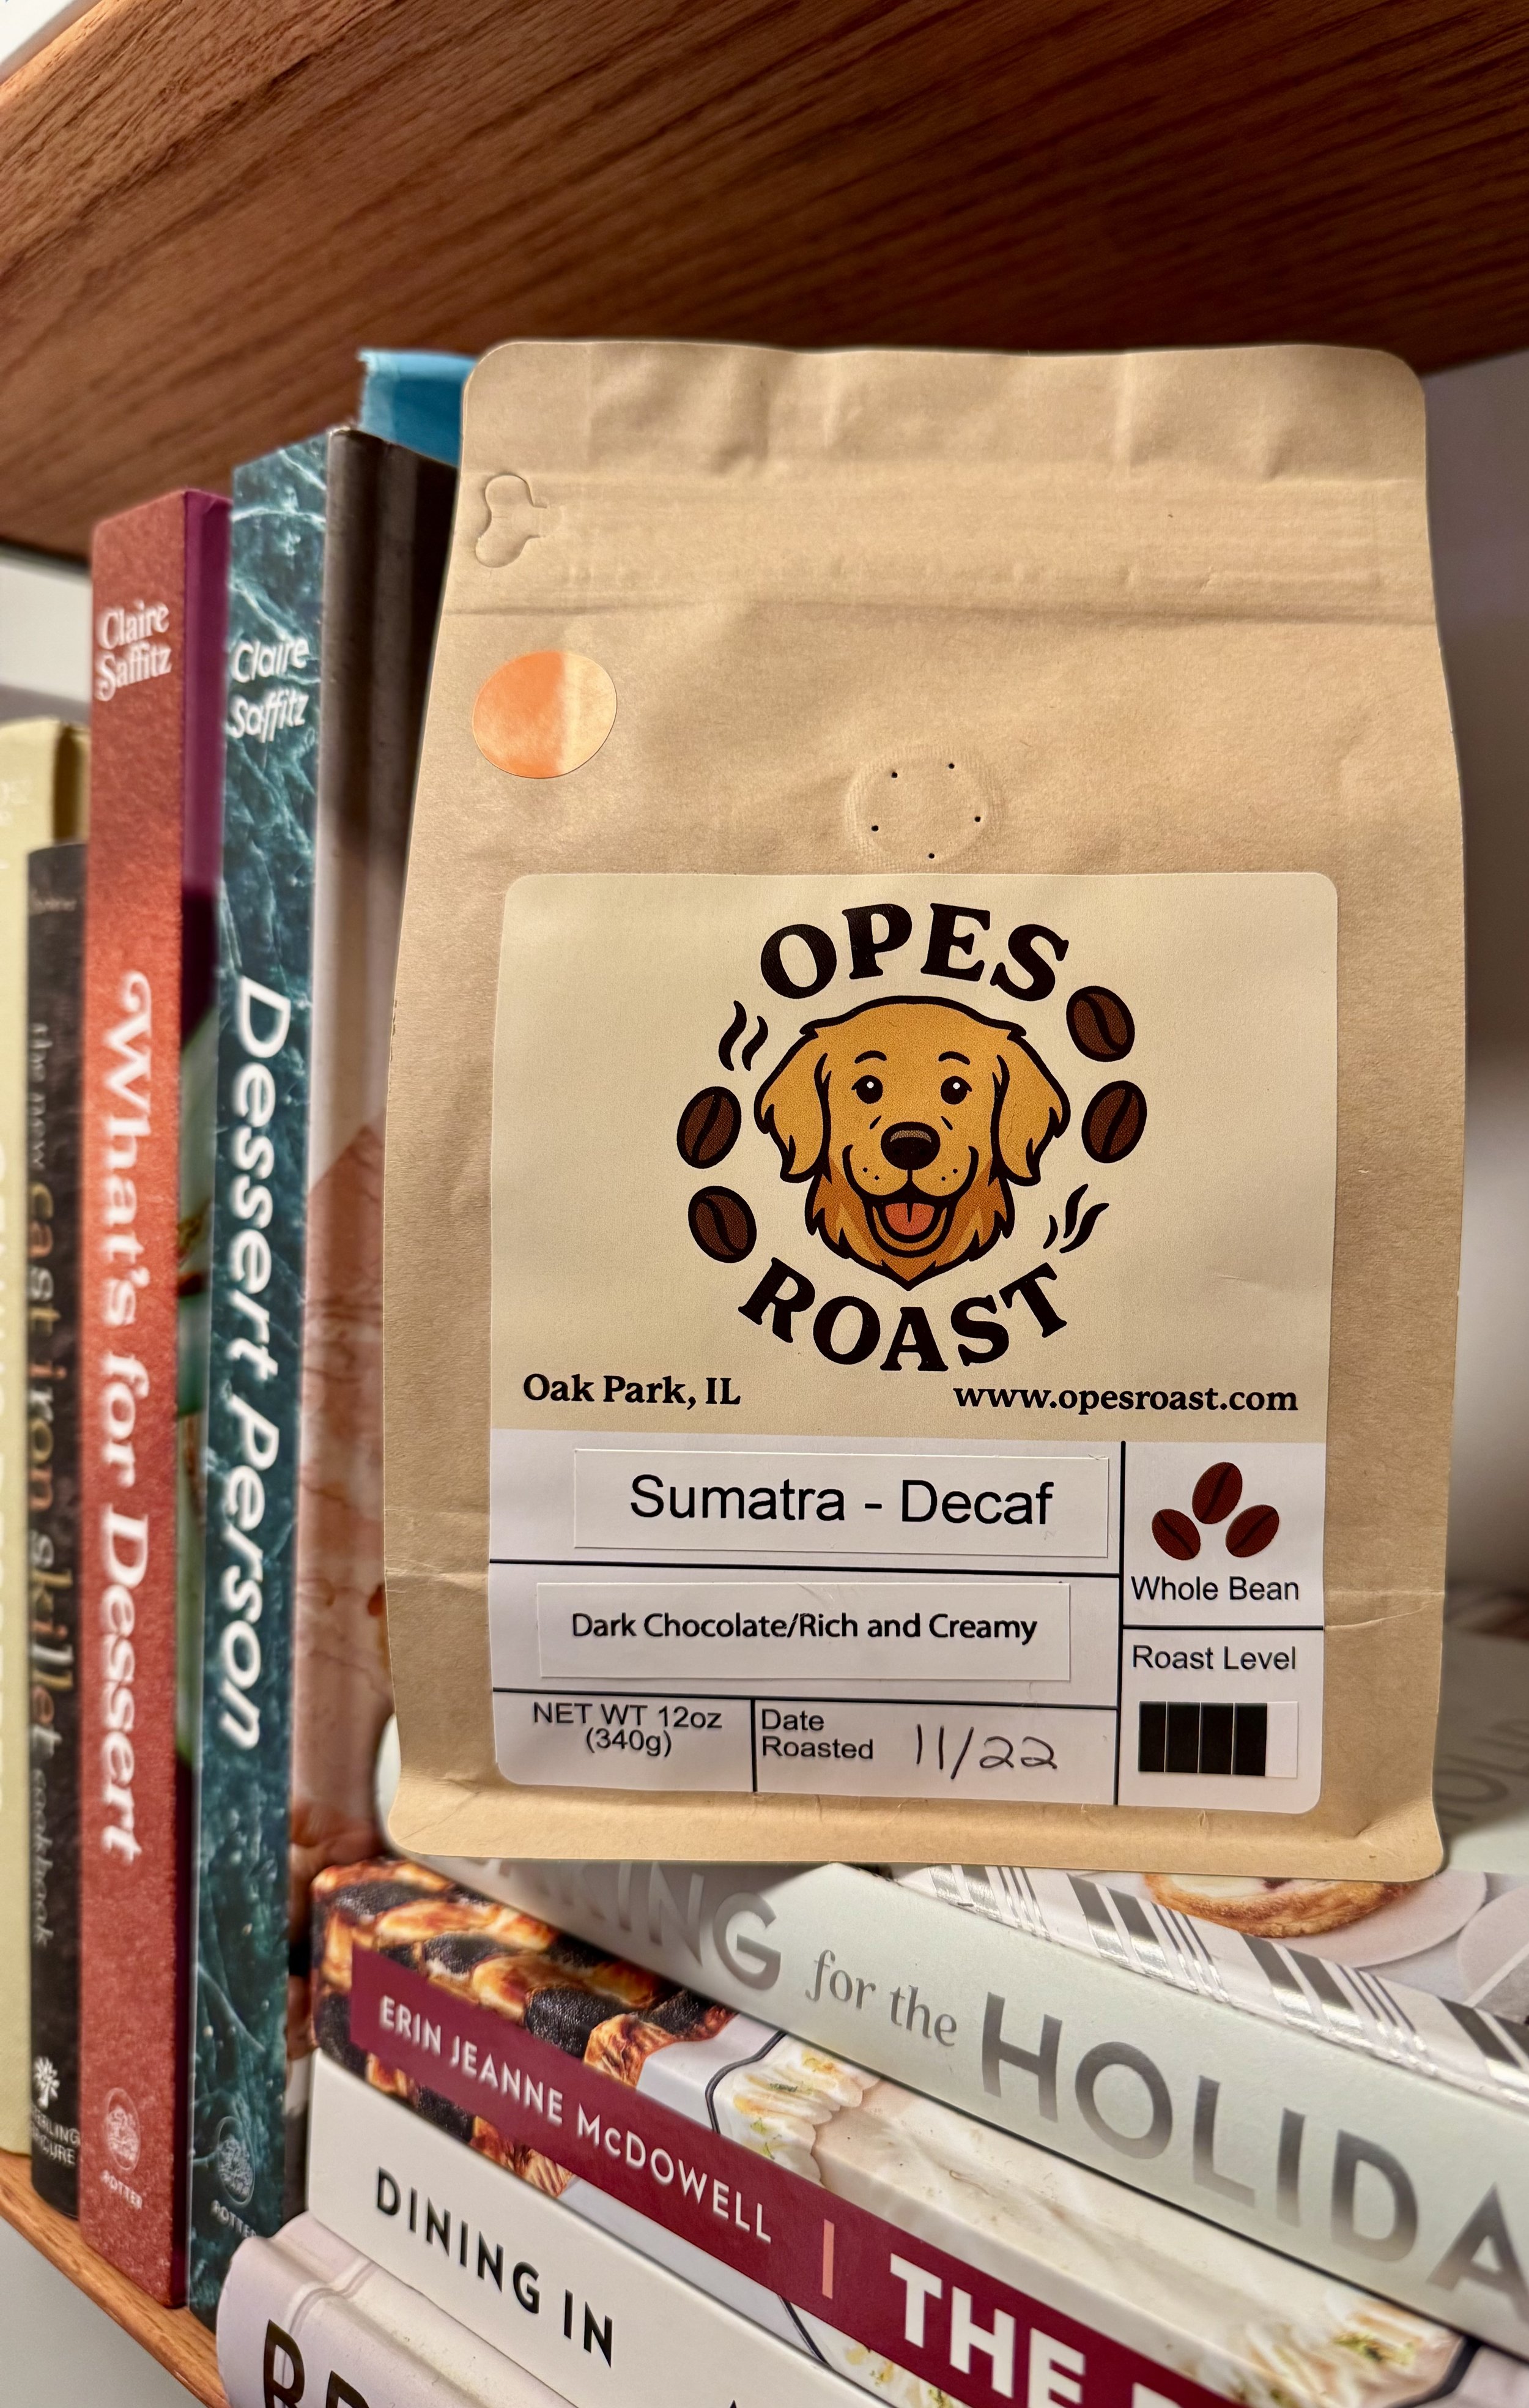 Claire
Saffitz
What's for Dessert
POTTER
Claire
Saffitz
Dessert Person
POTTER
the new cast iron skillet cookbook
OPES
ROAST
Oak Park, IL
www.opesroast.com
Sumatra - Decaf
Whole Bean
Dark Chocolate/Rich and Creamy
Roast Level
NET WT 12oz
(340g)
Date
Roasted 11/22
for the HOLIDA
ERIN JEANNE McDOWELL | THE
DINING IN